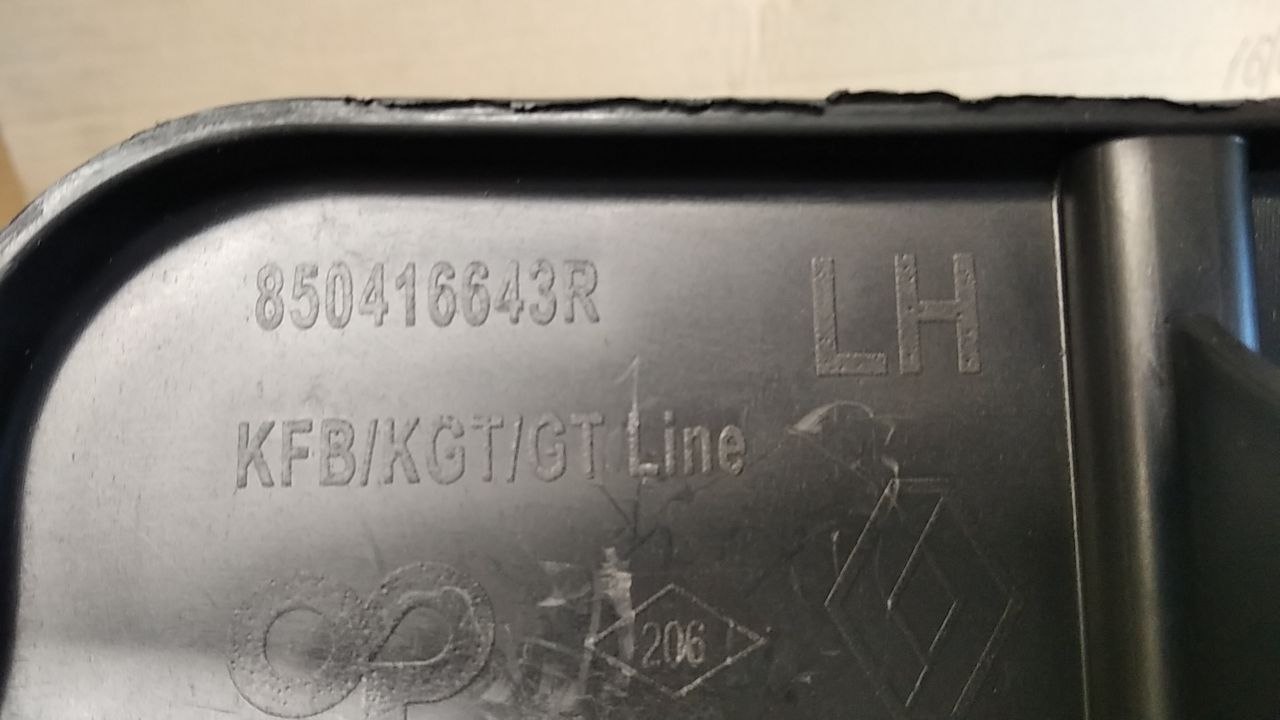 850416643R
LH
KFB/KGT/GT Line
206